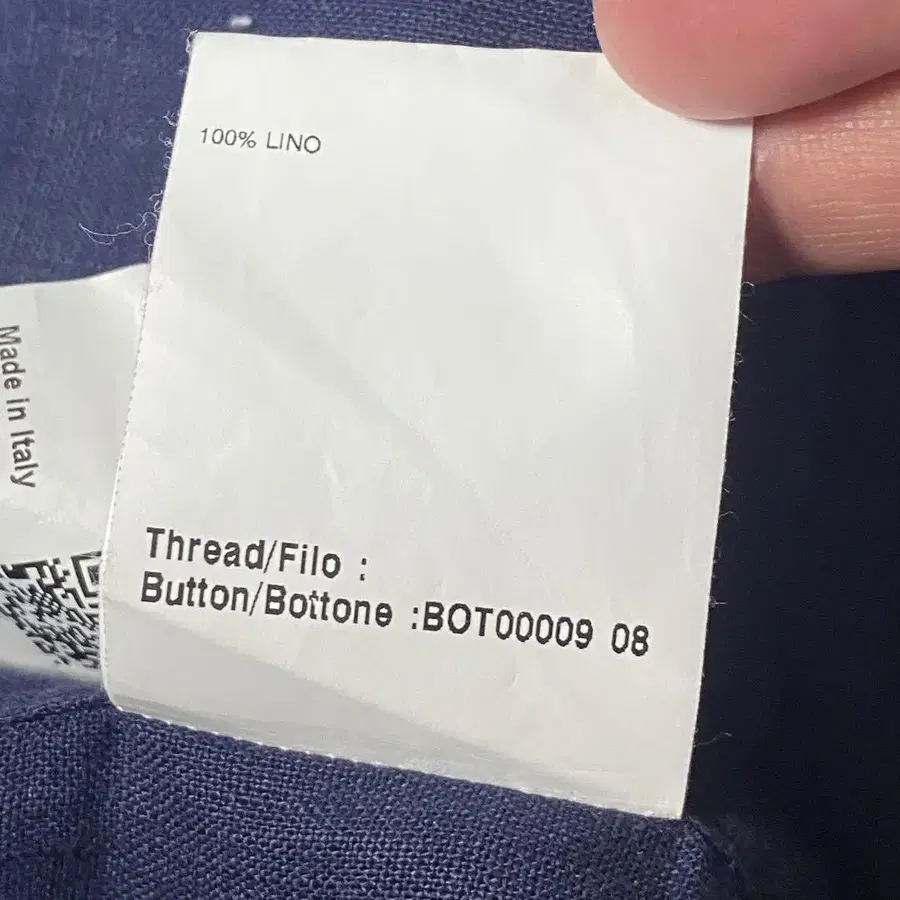 100% LINO
Made in Italy
Thread/Filo :
Button/Bottone :BOT00009 08